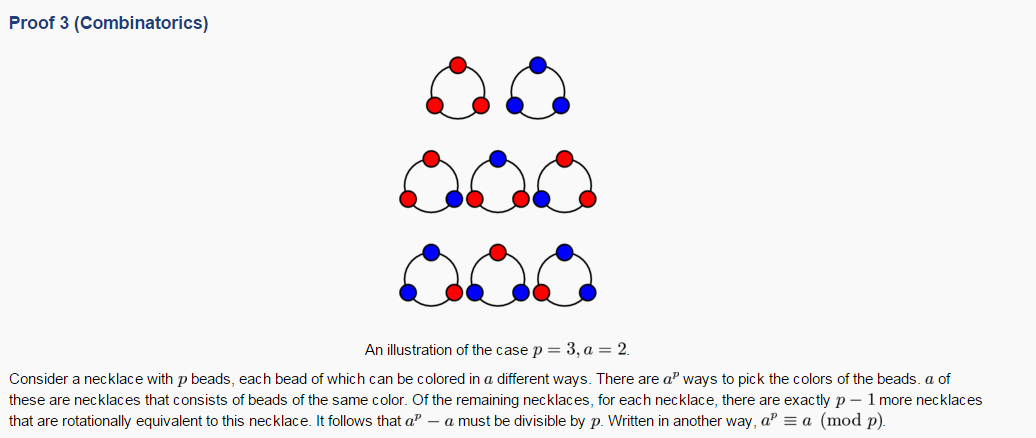 Proof 3 (Combinatorics)
An illustration of the case p = 3, a = 2.
Consider a necklace with p beads, each bead of which can be colored in a different ways. There are aᵖ ways to pick the colors of the beads. a of
these are necklaces that consists of beads of the same color. Of the remaining necklaces, for each necklace, there are exactly p − 1 more necklaces
that are rotationally equivalent to this necklace. It follows that aᵖ − a must be divisible by p. Written in another way, aᵖ ≡ a (mod p).